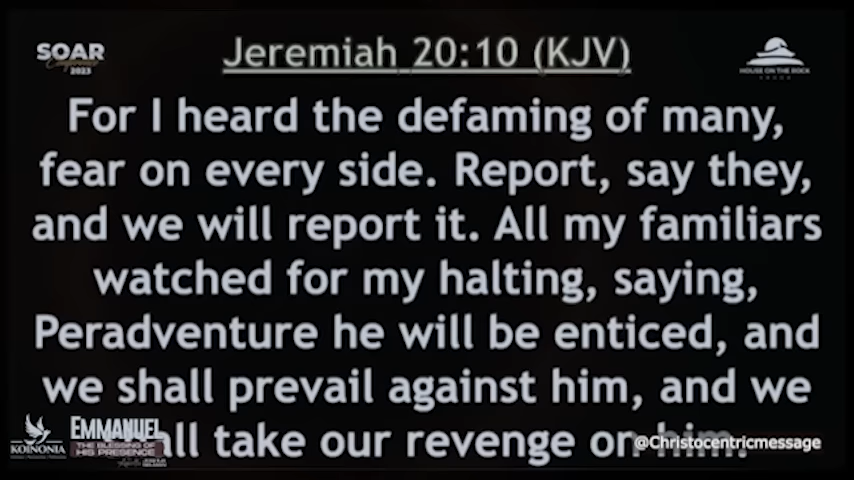 SOAR
Conference
2023
Jeremiah 20:10 (KJV)
HOUSE ON THE ROCK
For I heard the defaming of many,
fear on every side. Report, say they,
and we will report it. All my familiars
watched for my halting, saying,
Peradventure he will be enticed, and
we shall prevail against him, and we
shall take our revenge on him.
KOINONIA
EMMANUEL
THE BLESSING OF
HIS PRESENCE
@Christocentricmessage